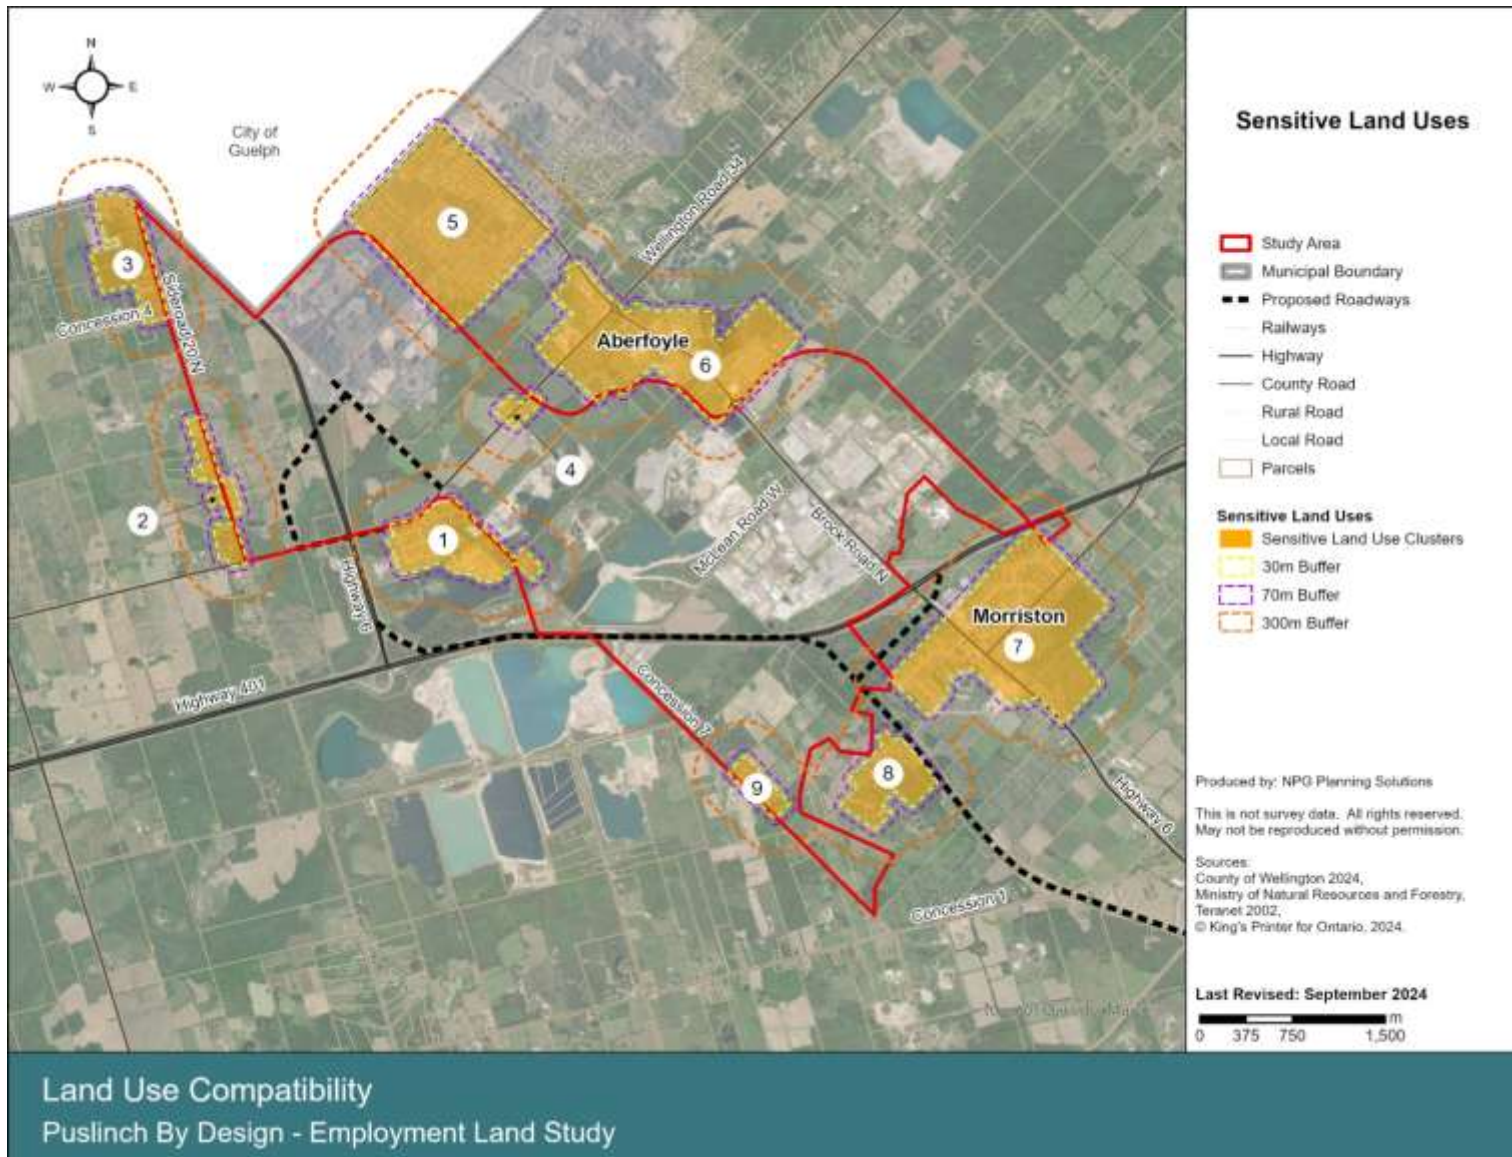 N
W
E
S
City of
Guelph
Wellington Road 34
5
3
Sideroad 20 N
Concession 4
Aberfoyle
6
4
2
1
McLean Road W
Brock Road N
Highway 6
Morriston
7
Highway 401
Concession 7
8
9
Highway 6
Concession 1
Sensitive Land Uses
Study Area
Municipal Boundary
Proposed Roadways
Railways
Highway
County Road
Rural Road
Local Road
Parcels
Sensitive Land Uses
Sensitive Land Use Clusters
30m Buffer
70m Buffer
300m Buffer
Produced by: NPG Planning Solutions
This is not survey data. All rights reserved.
May not be reproduced without permission.
Sources:
County of Wellington 2024,
Ministry of Natural Resources and Forestry,
Teranet 2002,
© King's Printer for Ontario, 2024.
Last Revised: September 2024
m
0 375 750 1,500
Land Use Compatibility
Puslinch By Design - Employment Land Study